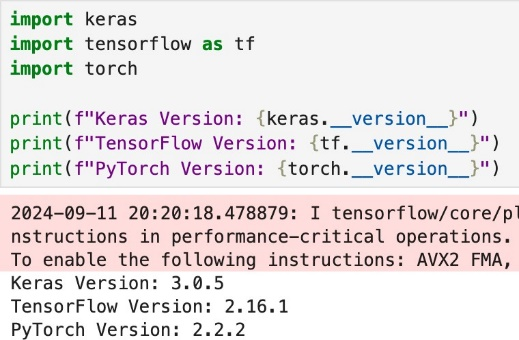 import keras
import tensorflow as tf
import torch
print(f"Keras Version: {keras.__version__}")
print(f"TensorFlow Version: {tf.__version__}")
print(f"PyTorch Version: {torch.__version__}")
2024-09-11 20:20:18.478879: I tensorflow/core/pl
nstructions in performance-critical operations.
To enable the following instructions: AVX2 FMA,
Keras Version: 3.0.5
TensorFlow Version: 2.16.1
PyTorch Version: 2.2.2